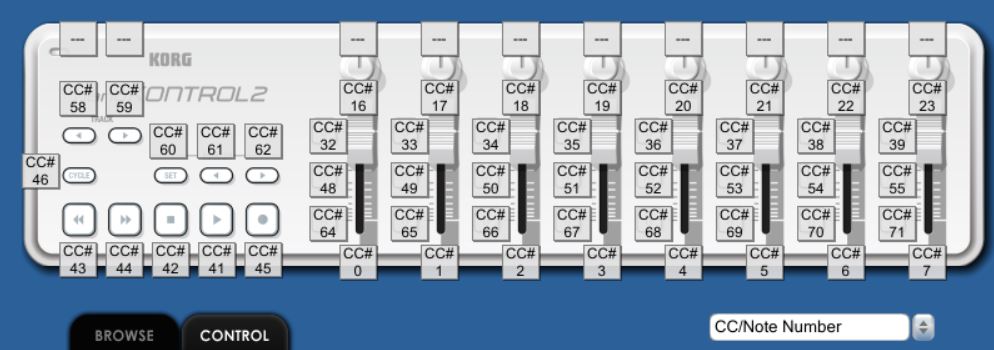 --- --- --- --- --- --- --- --- --- ---
KORG
CONTROL2
CC# 58 CC# 59 CC# 16 CC# 17 CC# 18 CC# 19 CC# 20 CC# 21 CC# 22 CC# 23
TRACK
CC# 60 CC# 61 CC# 62 CC# 32 CC# 33 CC# 34 CC# 35 CC# 36 CC# 37 CC# 38 CC# 39
CC# 46 CYCLE SET CC# 48 CC# 49 CC# 50 CC# 51 CC# 52 CC# 53 CC# 54 CC# 55
CC# 64 CC# 65 CC# 66 CC# 67 CC# 68 CC# 69 CC# 70 CC# 71
CC# 43 CC# 44 CC# 42 CC# 41 CC# 45 CC# 0 CC# 1 CC# 2 CC# 3 CC# 4 CC# 5 CC# 6 CC# 7
BROWSE CONTROL CC/Note Number